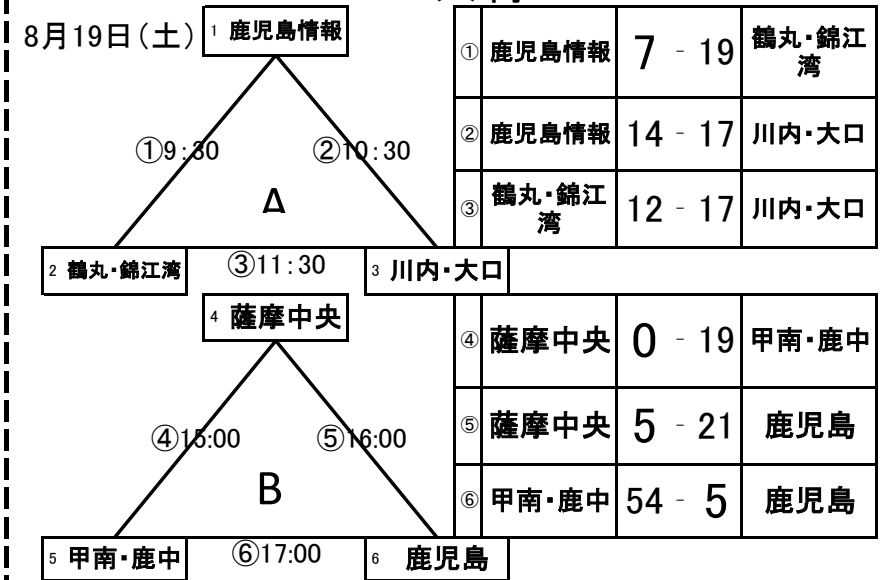 8月19日(土)
1 鹿児島情報
①9:30
②10:30
A
2 鶴丸・錦江湾
③11:30
3 川内・大口
① 鹿児島情報 7 - 19 鶴丸・錦江
湾
② 鹿児島情報 14 - 17 川内・大口
③ 鶴丸・錦江
湾 12 - 17 川内・大口
4 薩摩中央
④15:00
⑤16:00
B
5 甲南・鹿中
⑥17:00
6 鹿児島
④ 薩摩中央 0 - 19 甲南・鹿中
⑤ 薩摩中央 5 - 21 鹿児島
⑥ 甲南・鹿中 54 - 5 鹿児島